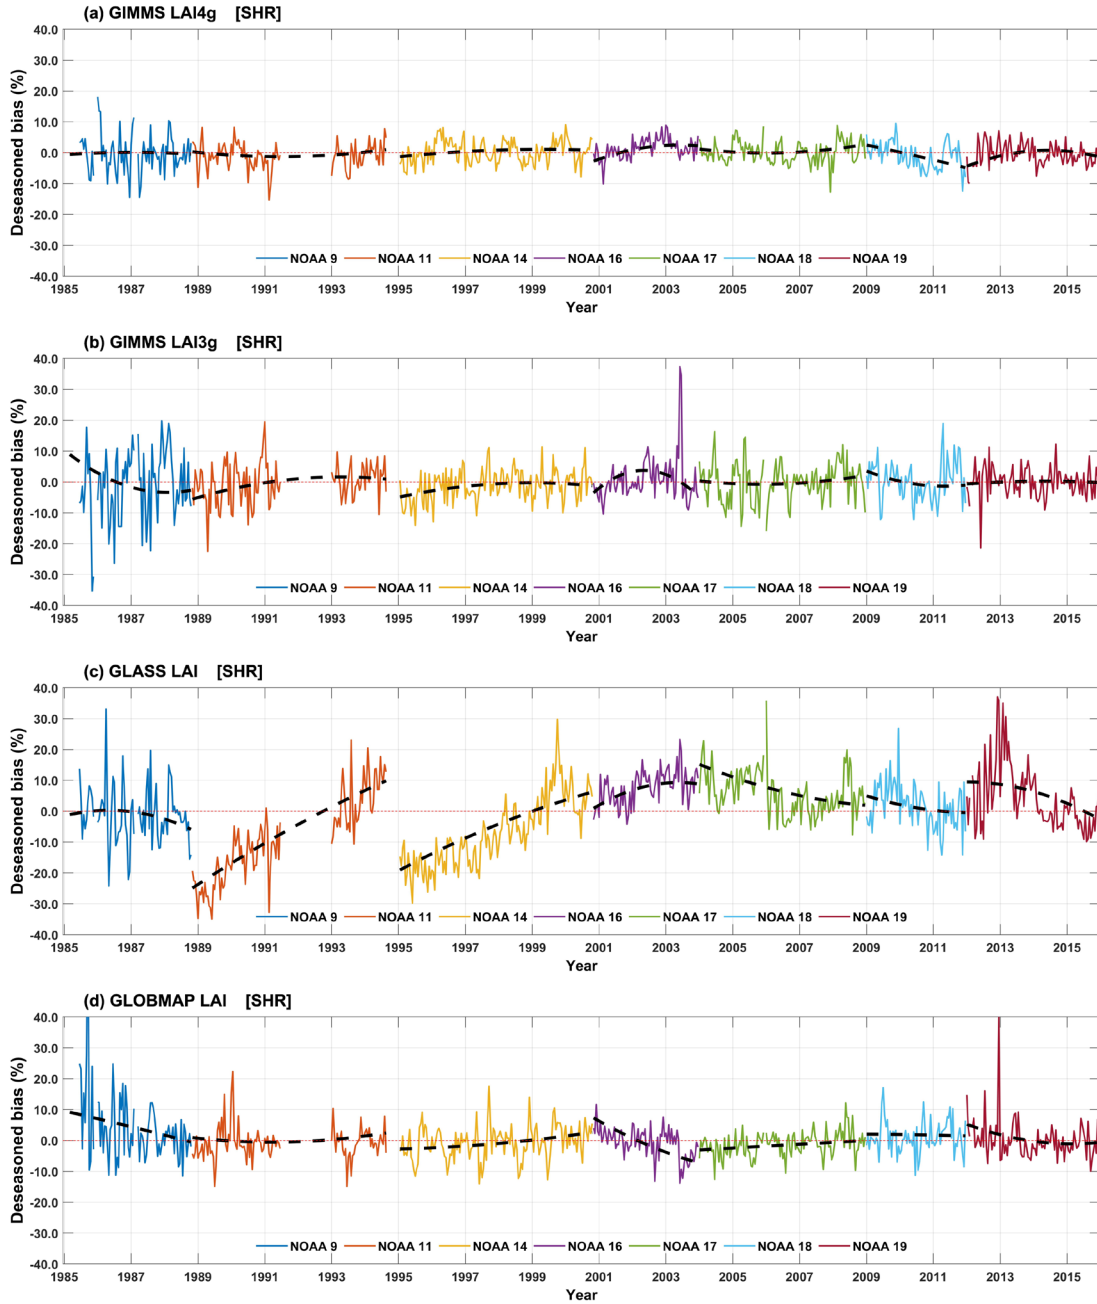 (a) GIMMS LAI4g [SHR]
Deseasoned bias (%)
40.0
30.0
20.0
10.0
0.0
-10.0
-20.0
-30.0
-40.0
NOAA 9 NOAA 11 NOAA 14 NOAA 16 NOAA 17 NOAA 18 NOAA 19
1985 1987 1989 1991 1993 1995 1997 1999 2001 2003 2005 2007 2009 2011 2013 2015
Year
(b) GIMMS LAI3g [SHR]
Deseasoned bias (%)
40.0
30.0
20.0
10.0
0.0
-10.0
-20.0
-30.0
-40.0
NOAA 9 NOAA 11 NOAA 14 NOAA 16 NOAA 17 NOAA 18 NOAA 19
1985 1987 1989 1991 1993 1995 1997 1999 2001 2003 2005 2007 2009 2011 2013 2015
Year
(c) GLASS LAI [SHR]
Deseasoned bias (%)
40.0
30.0
20.0
10.0
0.0
-10.0
-20.0
-30.0
-40.0
NOAA 9 NOAA 11 NOAA 14 NOAA 16 NOAA 17 NOAA 18 NOAA 19
1985 1987 1989 1991 1993 1995 1997 1999 2001 2003 2005 2007 2009 2011 2013 2015
Year
(d) GLOBMAP LAI [SHR]
Deseasoned bias (%)
40.0
30.0
20.0
10.0
0.0
-10.0
-20.0
-30.0
-40.0
NOAA 9 NOAA 11 NOAA 14 NOAA 16 NOAA 17 NOAA 18 NOAA 19
1985 1987 1989 1991 1993 1995 1997 1999 2001 2003 2005 2007 2009 2011 2013 2015
Year